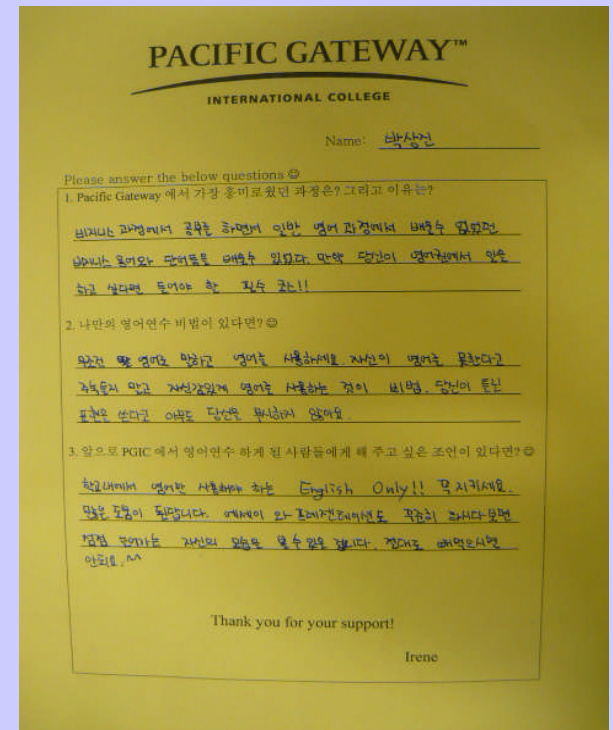 PACIFIC GATEWAY™
INTERNATIONAL COLLEGE
Name: 박상진
Please answer the below questions ☺
1. Pacific Gateway 에서 가장 흥미로웠던 과정은? 그리고 이유는?
비지니스 과정에서 공부를 하면서 일반 영어 과정에서 배울수 없었던
비지니스 용어와 단어들을 배울수 있었다. 만약 당신이 영어권에서 일을
하고 싶다면 들어야 할 필수 코스!!
2. 나만의 영어연수 비법이 있다면? ☺
무조건 영어로 말하고 영어를 사용하세요. 자신이 영어를 못한다고
주눅들지 말고 자신감있게 영어를 사용하는 것이 비법. 당신이 틀린
표현을 쓴다고 아무도 당신을 무시하지 않아요.
3. 앞으로 PGIC 에서 영어연수 하게 된 사람들에게 해 주고 싶은 조언이 있다면? ☺
학교내에서 영어만 사용해야 하는 English Only!! 꼭 지키세요.
많은 도움이 된답니다. 에세이 와 프레젠테이션도 꾸준히 하시다보면
점점 늘어가는 자신의 모습을 볼 수 있을 겁니다. 절대로 빼먹으시면
안되요. ^^
Thank you for your support!
Irene